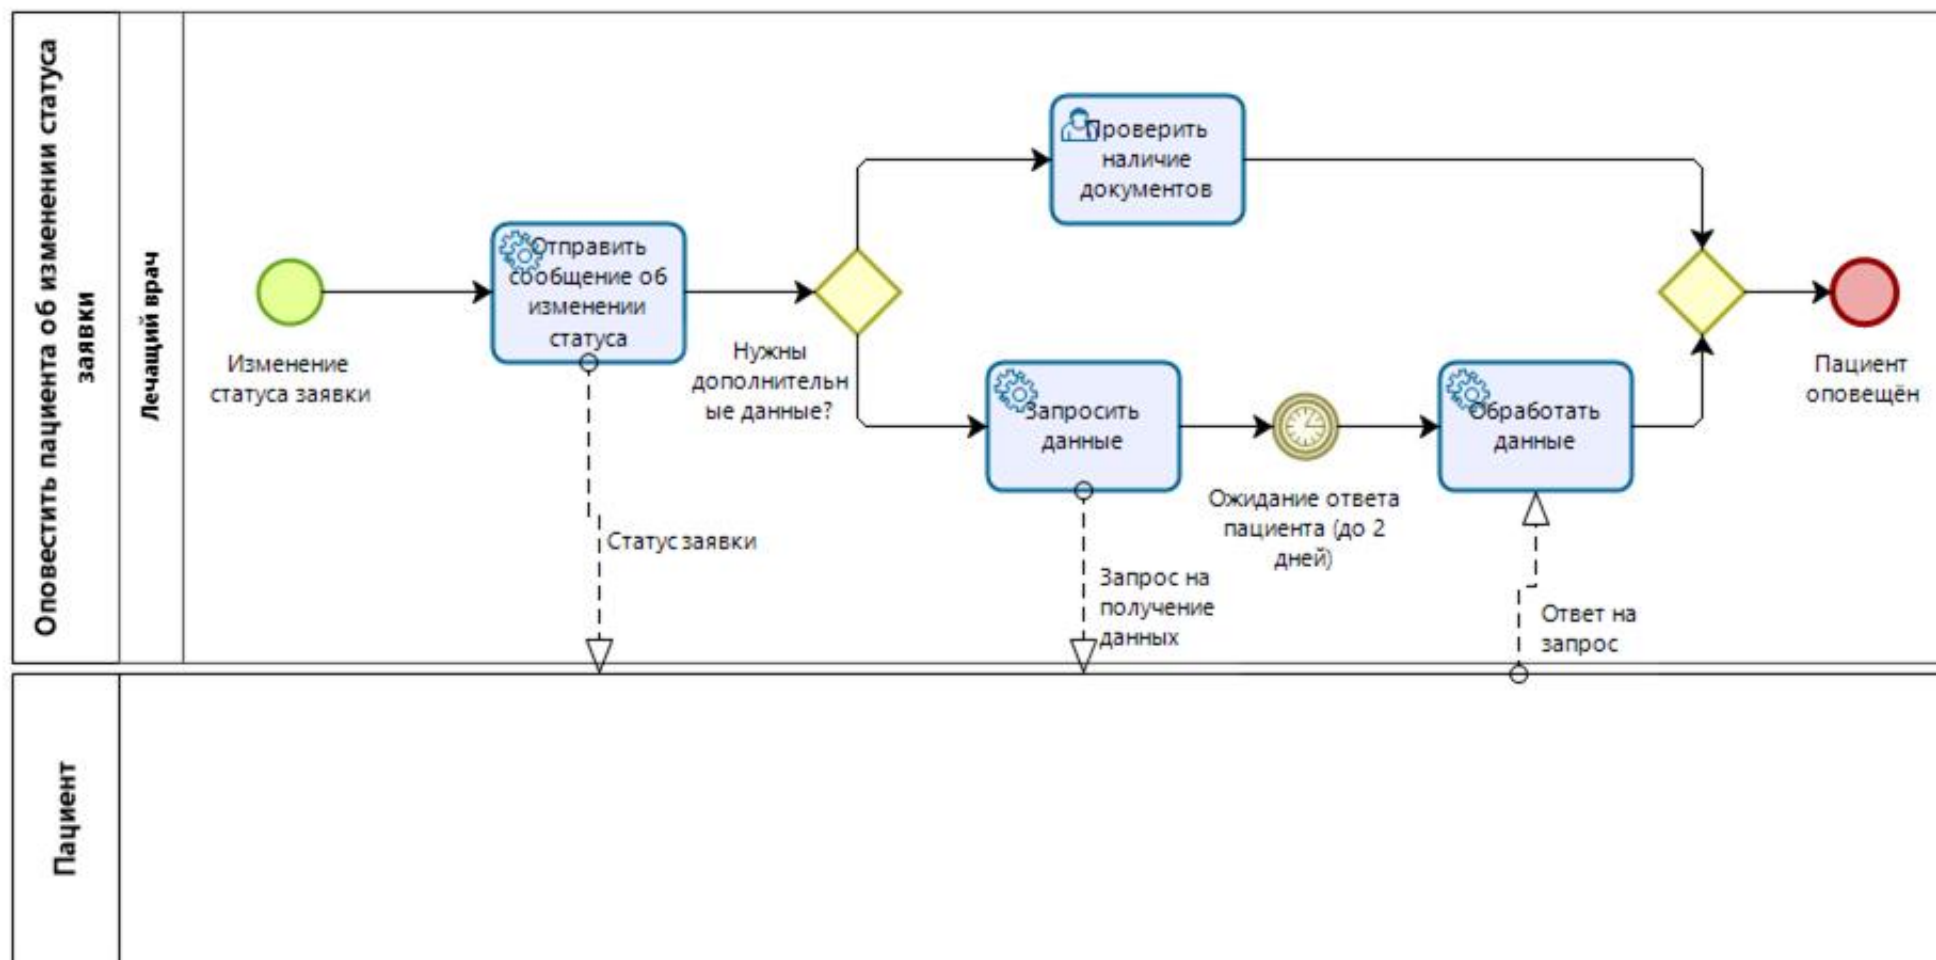 Оповестить пациента об изменении статуса
заявки
Лечащий врач
Изменение
статуса заявки
Отправить
сообщение об
изменении
статуса
Статус заявки
Нужны
дополнительн
ые данные?
Проверить
наличие
документов
Запросить
данные
Запрос на
получение
данных
Ожидание ответа
пациента (до 2
дней)
Обработать
данные
Ответ на
запрос
Пациент
оповещён
Пациент